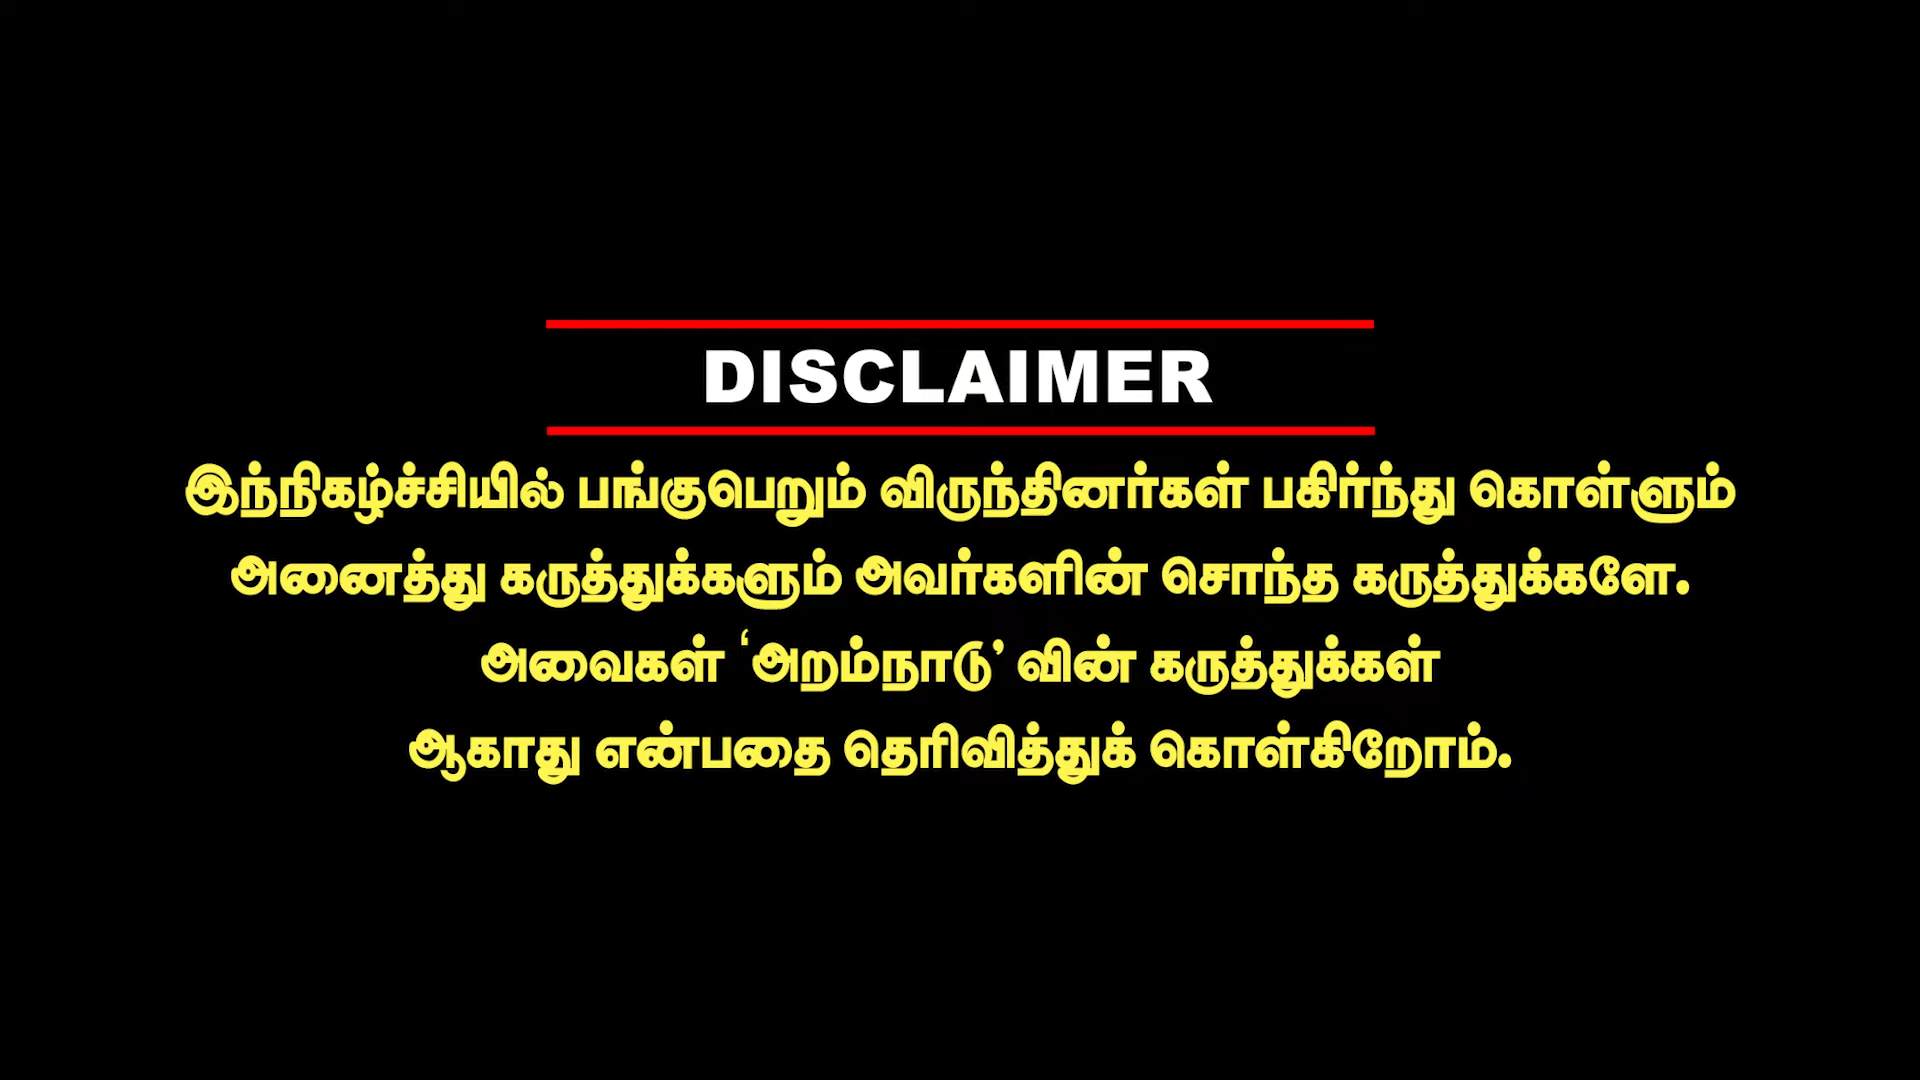 DISCLAIMER
இந்நிகழ்ச்சியில் பங்குபெறும் விருந்தினர்கள் பகிர்ந்து கொள்ளும்
அனைத்து கருத்துக்களும் அவர்களின் சொந்த கருத்துக்களே.
அவைகள் ‘அறம்நாடு’ வின் கருத்துக்கள்
ஆகாது என்பதை தெரிவித்துக் கொள்கிறோம்.